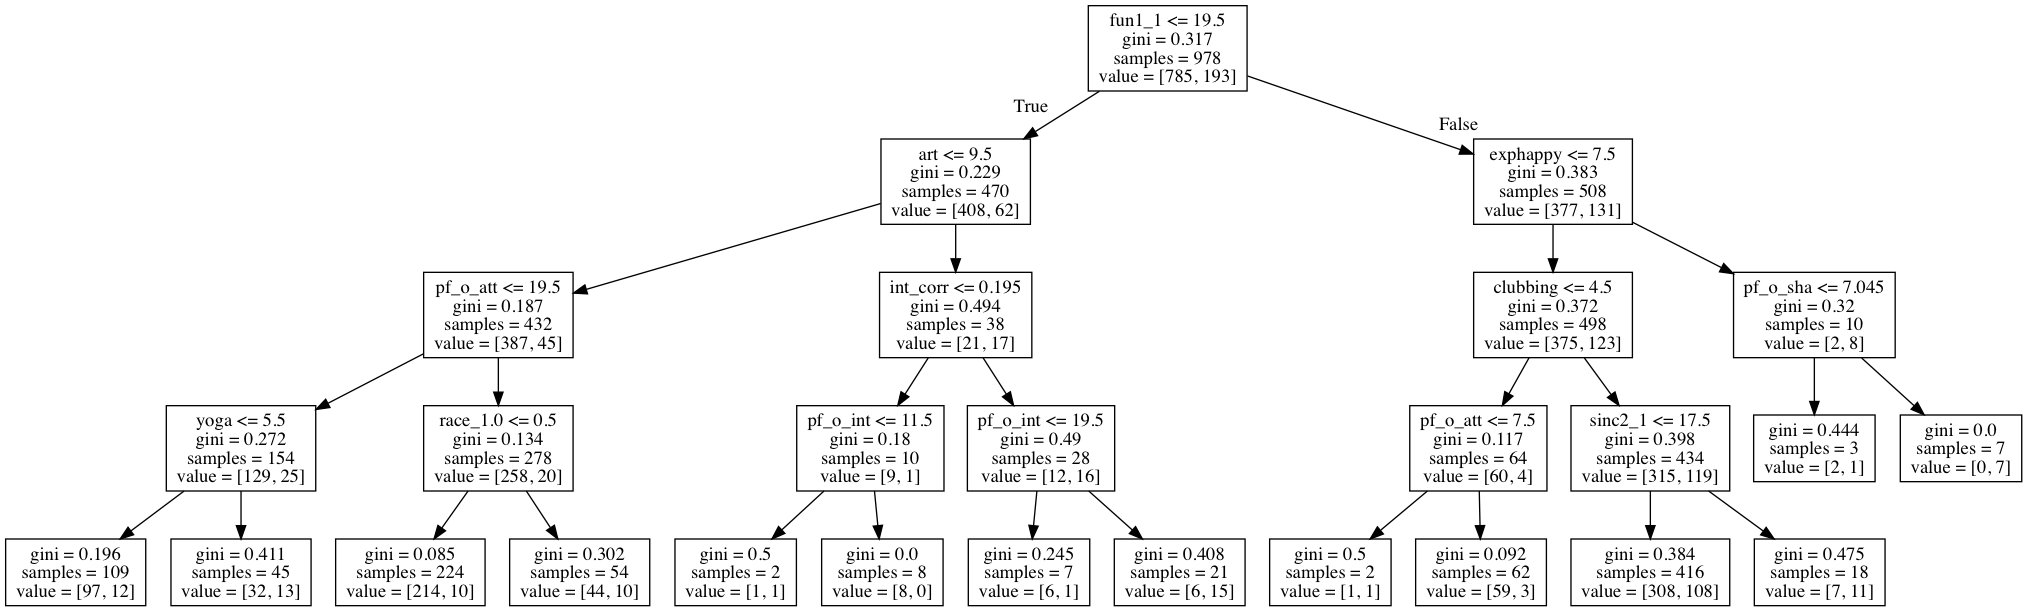 fun1_1 <= 19.5
gini = 0.317
samples = 978
value = [785, 193]
True
False
art <= 9.5
gini = 0.229
samples = 470
value = [408, 62]
exphappy <= 7.5
gini = 0.383
samples = 508
value = [377, 131]
pf_o_att <= 19.5
gini = 0.187
samples = 432
value = [387, 45]
int_corr <= 0.195
gini = 0.494
samples = 38
value = [21, 17]
clubbing <= 4.5
gini = 0.372
samples = 498
value = [375, 123]
pf_o_sha <= 7.045
gini = 0.32
samples = 10
value = [2, 8]
yoga <= 5.5
gini = 0.272
samples = 154
value = [129, 25]
race_1.0 <= 0.5
gini = 0.134
samples = 278
value = [258, 20]
pf_o_int <= 11.5
gini = 0.18
samples = 10
value = [9, 1]
pf_o_int <= 19.5
gini = 0.49
samples = 28
value = [12, 16]
pf_o_att <= 7.5
gini = 0.117
samples = 64
value = [60, 4]
sinc2_1 <= 17.5
gini = 0.398
samples = 434
value = [315, 119]
gini = 0.444
samples = 3
value = [2, 1]
gini = 0.0
samples = 7
value = [0, 7]
gini = 0.196
samples = 109
value = [97, 12]
gini = 0.411
samples = 45
value = [32, 13]
gini = 0.085
samples = 224
value = [214, 10]
gini = 0.302
samples = 54
value = [44, 10]
gini = 0.5
samples = 2
value = [1, 1]
gini = 0.0
samples = 8
value = [8, 0]
gini = 0.245
samples = 7
value = [6, 1]
gini = 0.408
samples = 21
value = [6, 15]
gini = 0.5
samples = 2
value = [1, 1]
gini = 0.092
samples = 62
value = [59, 3]
gini = 0.384
samples = 416
value = [308, 108]
gini = 0.475
samples = 18
value = [7, 11]